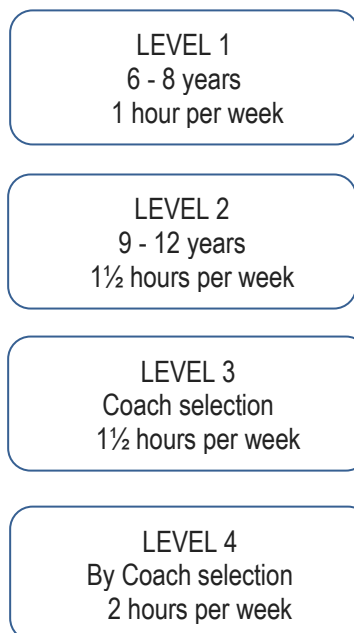 LEVEL 1
6 - 8 years
1 hour per week
LEVEL 2
9 - 12 years
1½ hours per week
LEVEL 3
Coach selection
1½ hours per week
LEVEL 4
By Coach selection
2 hours per week